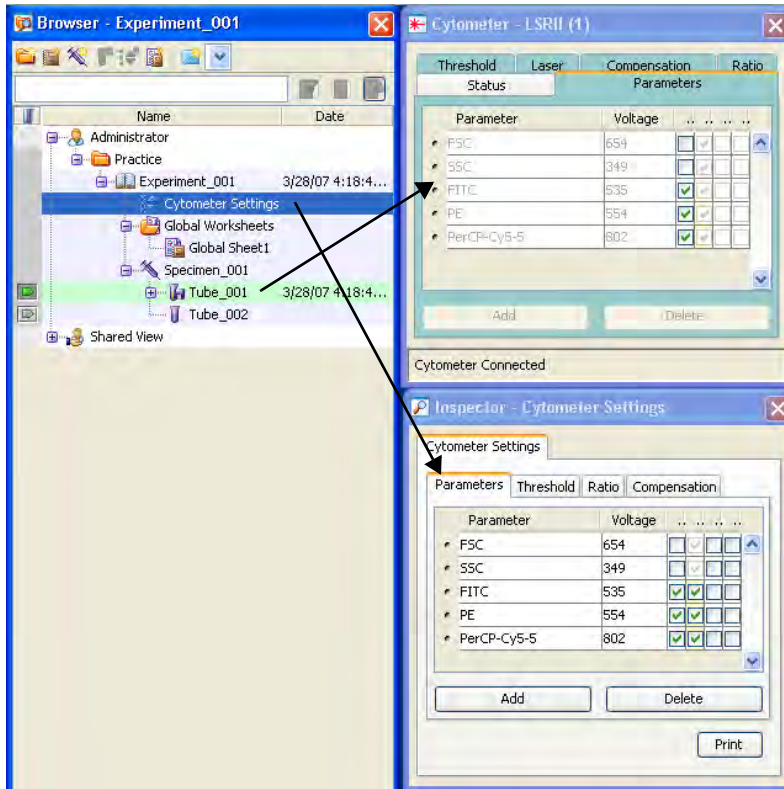 Browser - Experiment_001
Name Date
Administrator
Practice
Experiment_001 3/28/07 4:18:4...
Cytometer Settings
Global Worksheets
Global Sheet1
Specimen_001
Tube_001 3/28/07 4:18:4...
Tube_002
Shared View
Cytometer - LSRII (1)
Threshold Laser Compensation Ratio
Status Parameters
Parameter Voltage .. .. .. ..
FSC 654
SSC 349
FITC 535
PE 554
PerCP-Cy5-5 802
Add Delete
Cytometer Connected
Inspector - Cytometer Settings
Cytometer Settings
Parameters Threshold Ratio Compensation
Parameter Voltage .. .. .. ..
FSC 654
SSC 349
FITC 535
PE 554
PerCP-Cy5-5 802
Add Delete
Print